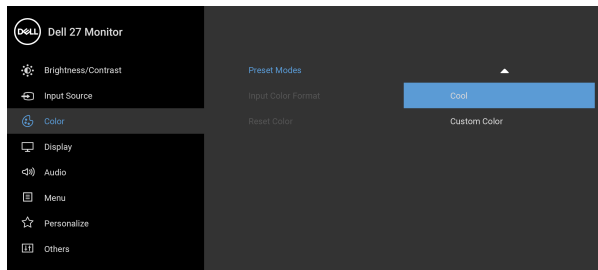 DELL Dell 27 Monitor
Brightness/Contrast Preset Modes
Input Source Input Color Format Cool
Color Reset Color Custom Color
Display
Audio
Menu
Personalize
Others